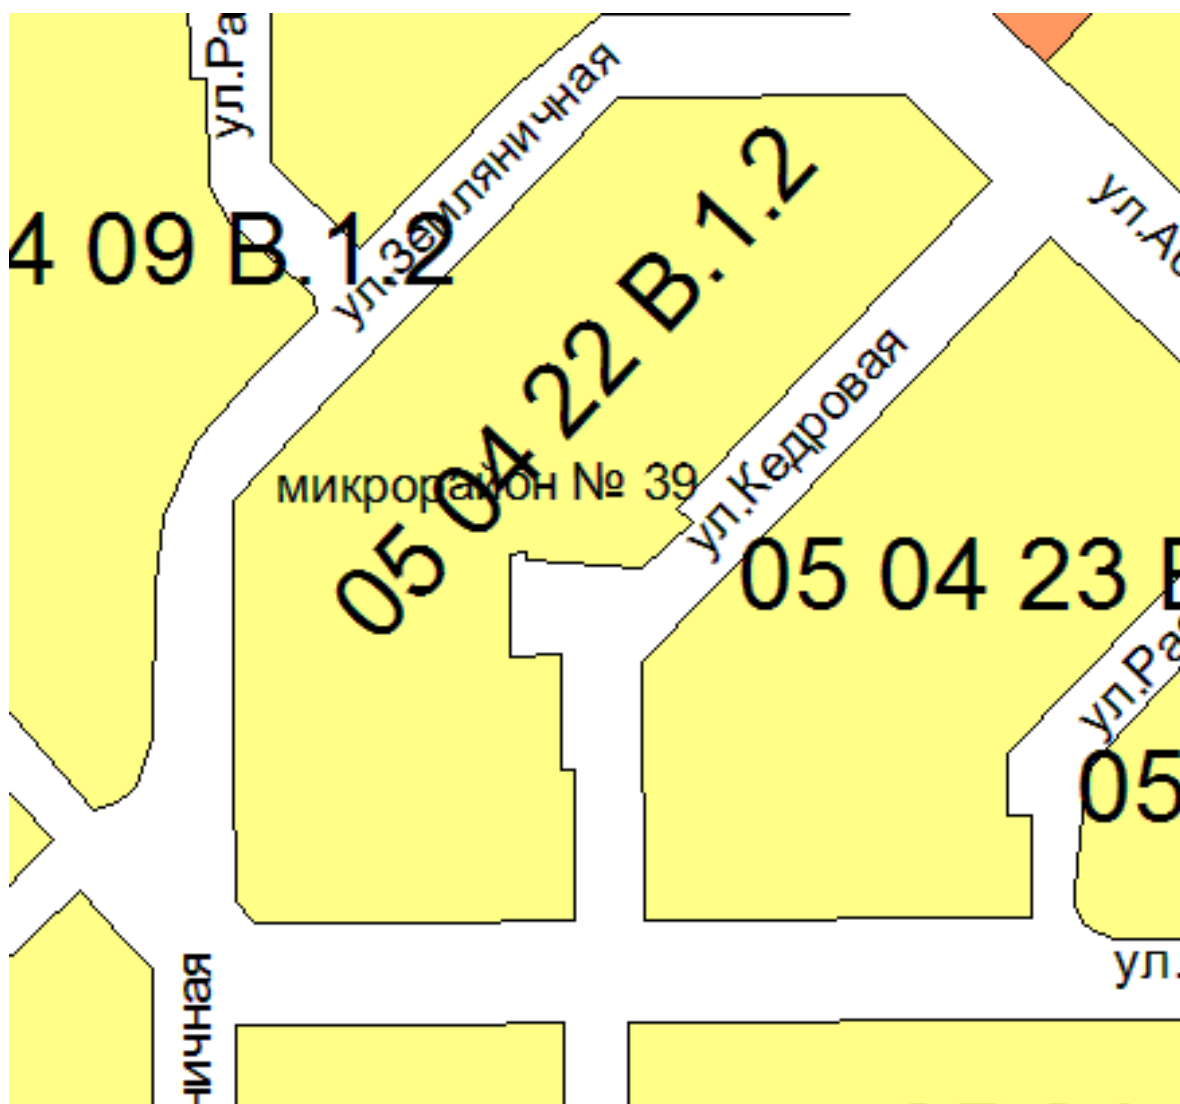 ул.Ра
ул.Земляничная
4 09 В.1.2
05 04 22 В.1.2
ул.Ас
ул.Кедровая
микрорайон № 39
05 04 23 В
ул.Ра
05
ул.
ничная